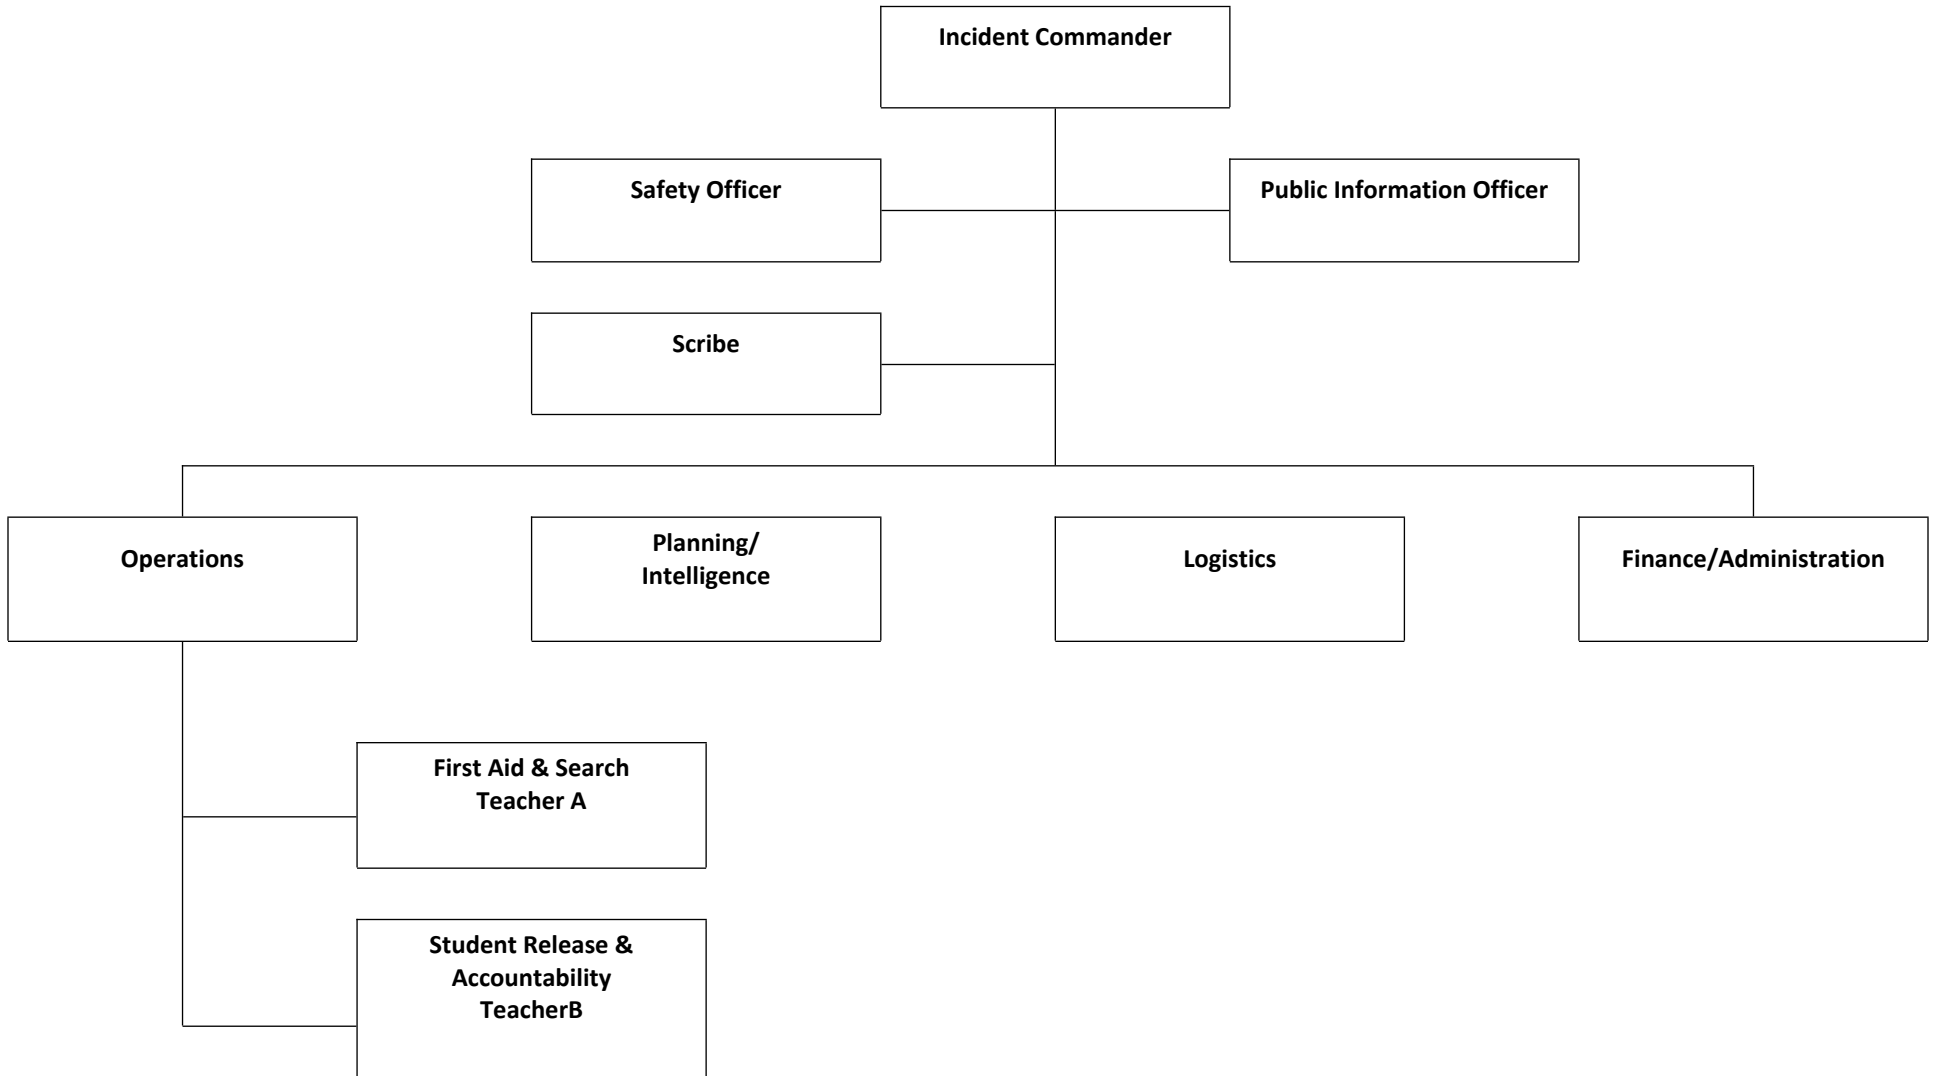 Incident Commander
Safety Officer
Public Information Officer
Scribe
Operations
Planning/
Intelligence
Logistics
Finance/Administration
First Aid & Search
Teacher A
Student Release &
Accountability
TeacherB